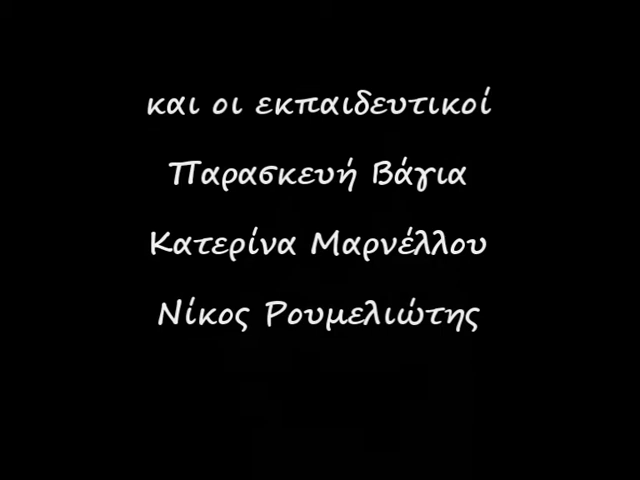 και οι εκπαιδευτικοί
Παρασκευή Βάγια
Κατερίνα Μαρνέλλου
Νίκος Ρουμελιώτης